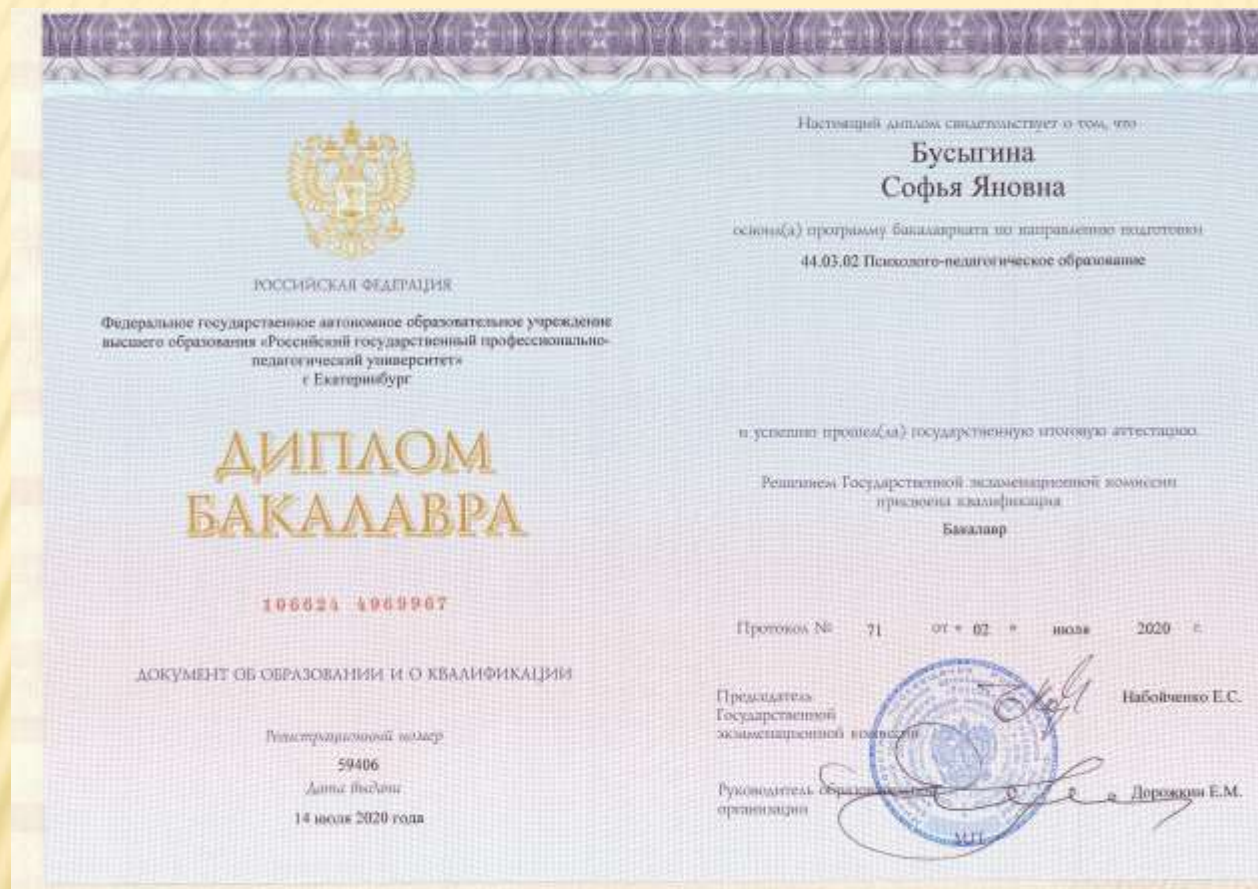 РОССИЙСКАЯ ФЕДЕРАЦИЯ
Федеральное государственное автономное образовательное учреждение
высшего образования «Российский государственный профессионально-
педагогический университет»
г Екатеринбург
ДИПЛОМ
БАКАЛАВРА
106624 4969967
ДОКУМЕНТ ОБ ОБРАЗОВАНИИ И О КВАЛИФИКАЦИИ
Регистрационный номер
59406
Дата выдачи
14 июля 2020 года
Настоящий диплом свидетельствует о том, что
Бусыгина
Софья Яновна
освоил(а) программу бакалавриата по направлению подготовки
44.03.02 Психолого-педагогическое образование
и успешно прошел(ла) государственную итоговую аттестацию
Решением Государственной экзаменационной комиссии
присвоена квалификация
Бакалавр
Протокол № 71 от « 02 » июля 2020 г.
Председатель
Государственной
экзаменационной комиссии
Набойченко Е.С.
Руководитель образовательной
организации
Дорожкин Е.М.
М.П.